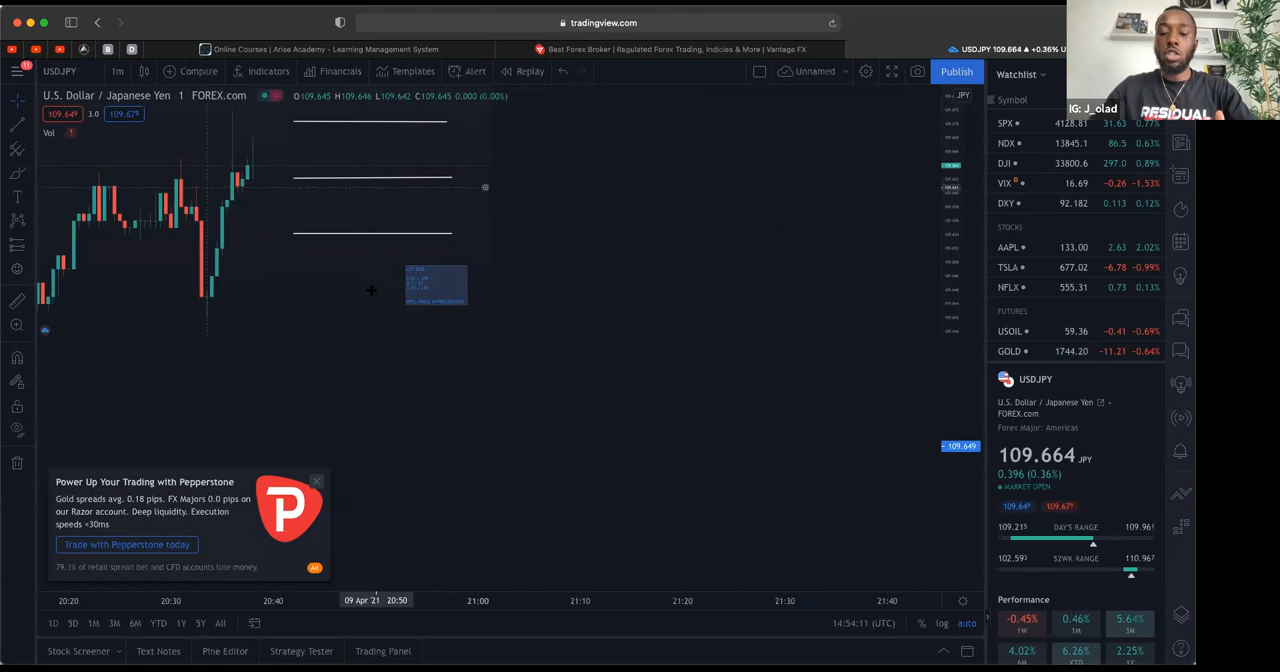 tradingview.com
Online Courses | Arise Academy - Learning Management System
Best Forex Broker | Regulated Forex Trading, Indicies & More | Vantage FX
USDJPY 109.664 ▲ +0.36% U
11
USDJPY
1m
Compare
Indicators
Financials
Templates
Alert
Replay
Unnamed
Publish
U.S. Dollar / Japanese Yen 1 FOREX.com
O109.645 H109.646 L109.642 C109.645 0.000 (0.00%)
JPY
109.649
3.0
109.679
Vol
LOT SIZE
109.649
Power Up Your Trading with Pepperstone
Gold spreads avg. 0.18 pips. FX Majors 0.0 pips on
our Razor account. Deep liquidity. Execution
speeds <30ms
Trade with Pepperstone today
79.1% of retail spread bet and CFD accounts lose money.
Ad
20:20
20:30
20:40
09 Apr '21 20:50
21:00
21:10
21:20
21:30
21:40
1D 5D 1M 3M 6M YTD 1Y 5Y All
14:54:11 (UTC)
% log auto
Stock Screener
Text Notes
Pine Editor
Strategy Tester
Trading Panel
RESIDUAL
IG: J_olad
Watchlist
Symbol
SPX 4128.81 31.63 0.77%
NDX 13845.1 86.5 0.63%
DJI 33800.6 297.0 0.89%
VIX D 16.69 -0.26 -1.53%
DXY 92.182 0.113 0.12%
STOCKS
AAPL 133.00 2.63 2.02%
TSLA 677.02 -6.78 -0.99%
NFLX 555.31 0.73 0.13%
FUTURES
USOIL 59.36 -0.41 -0.69%
GOLD 1744.20 -11.21 -0.64%
USDJPY
U.S. Dollar / Japanese Yen
FOREX.com
Forex Major: Americas
109.664 JPY
0.396 (0.36%)
MARKET OPEN
109.649
109.679
109.215 DAY'S RANGE 109.961
102.593 52WK RANGE 110.967
Performance
-0.45% 0.46% 5.64%
1W 1M 3M
4.02% 6.26% 2.25%
6M YTD 1Y